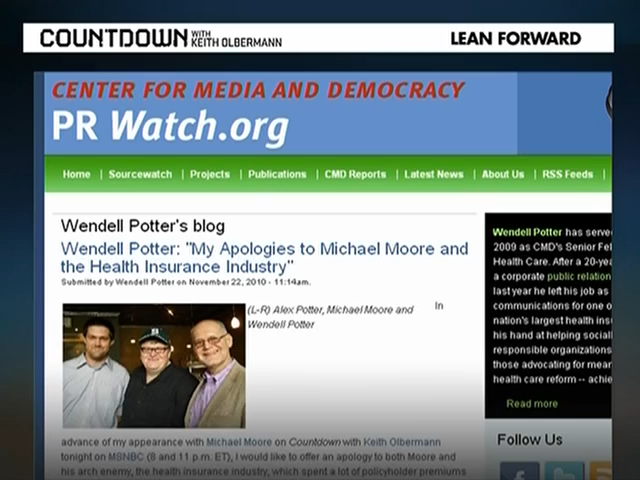 COUNTDOWN WITH KEITH OLBERMANN
LEAN FORWARD
CENTER FOR MEDIA AND DEMOCRACY
PR Watch.org
Home | Sourcewatch | Projects | Publications | CMD Reports | Latest News | About Us | RSS Feeds |
Wendell Potter's blog
Wendell Potter: "My Apologies to Michael Moore and
the Health Insurance Industry"
Submitted by Wendell Potter on November 22, 2010 - 11:14am.
(L-R) Alex Potter, Michael Moore and
Wendell Potter
In
advance of my appearance with Michael Moore on Countdown with Keith Olbermann
tonight on MSNBC (8 and 11 p.m. ET), I would like to offer an apology to both Moore and
his arch enemy, the health insurance industry, which spent a lot of policyholder premiums
Wendell Potter has serve
2009 as CMD's Senior Fel
Health Care. After a 20-yea
a corporate public relation
last year he left his job as
communications for one o
nation's largest health ins
his hand at helping social
responsible organizations
those advocating for mean
health care reform -- achie
Read more
Follow Us